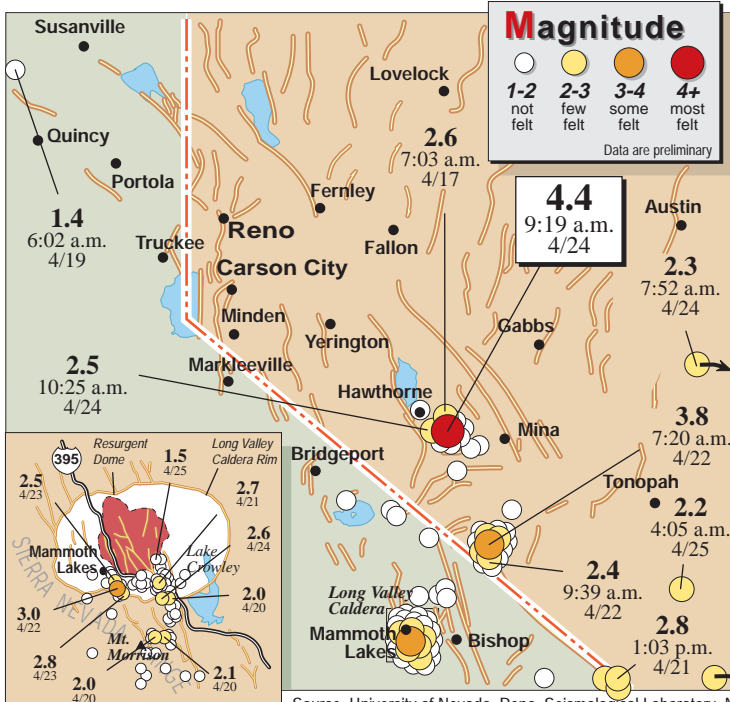 Magnitude
1-2 2-3 3-4 4+
not felt few felt some felt most felt
Data are preliminary
Susanville
Lovelock
Quincy
Portola
2.6
7:03 a.m.
4/17
1.4
6:02 a.m.
4/19
Fernley
4.4
9:19 a.m.
4/24
Austin
Reno
Truckee
Fallon
Carson City
2.3
7:52 a.m.
4/24
Minden
Yerington
Gabbs
2.5
10:25 a.m.
4/24
Markleeville
Hawthorne
Mina
3.8
7:20 a.m.
4/22
Bridgeport
Tonopah
2.2
4:05 a.m.
4/25
2.4
9:39 a.m.
4/22
Long Valley
Caldera
Mammoth
Lakes
Bishop
2.8
1:03 p.m.
4/21
395
Resurgent
Dome
Long Valley
Caldera Rim
1.5
4/25
2.5
4/23
2.7
4/21
2.6
4/24
Mammoth
Lakes
Lake
Crowley
2.0
4/20
SIERRA NEVADA RANGE
3.0
4/22
Mt.
Morrison
2.8
4/23
2.0
4/20
2.1
4/20